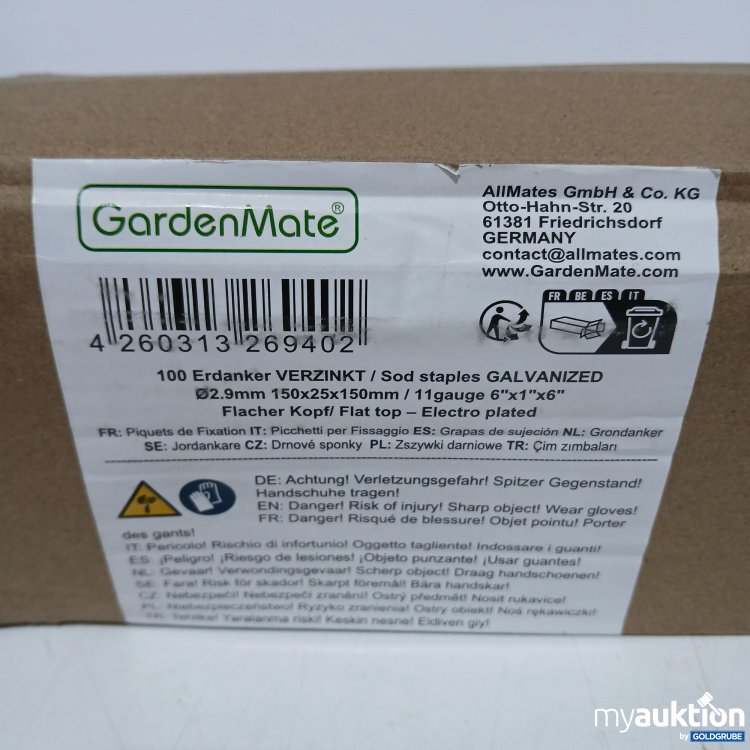 GardenMate®
AllMates GmbH & Co. KG
Otto-Hahn-Str. 20
61381 Friedrichsdorf
GERMANY
contact@allmates.com
www.GardenMate.com
FR BE ES IT
4 260313 269402
100 Erdanker VERZINKT / Sod staples GALVANIZED
Ø2.9mm 150x25x150mm / 11gauge 6"x1"x6"
Flacher Kopf/ Flat top – Electro plated
FR: Piquets de Fixation IT: Picchetti per Fissaggio ES: Grapas de sujeción NL: Grondanker
SE: Jordankare CZ: Drnové sponky PL: Zszywki darniowe TR: Çim zımbaları
DE: Achtung! Verletzungsgefahr! Spitzer Gegenstand!
Handschuhe tragen!
EN: Danger! Risk of injury! Sharp object! Wear gloves!
FR: Danger! Risqué de blessure! Objet pointu! Porter
des gants!
IT: Pericolo! Rischio di infortunio! Oggetto tagliente! Indossare i guanti!
ES: ¡Peligro! ¡Riesgo de lesiones! ¡Objeto punzante! ¡Usar guantes!
NL: Gevaar! Verwondingsgevaar! Scherp object! Draag handschoenen!
SE: Fara! Risk för skador! Skarpt föremål! Bära handskar!
CZ: Nebezpečí! Nebezpečí zranění! Ostrý předmět! Nosit rukavice!
PL: Niebezpieczeństwo! Ryzyko zranienia! Ostry obiekt! Noś rękawiczki!
TR: Tehlike! Yaralanma riski! Keskin nesne! Eldiven giy!
myauktion
by GOLDGRUBE